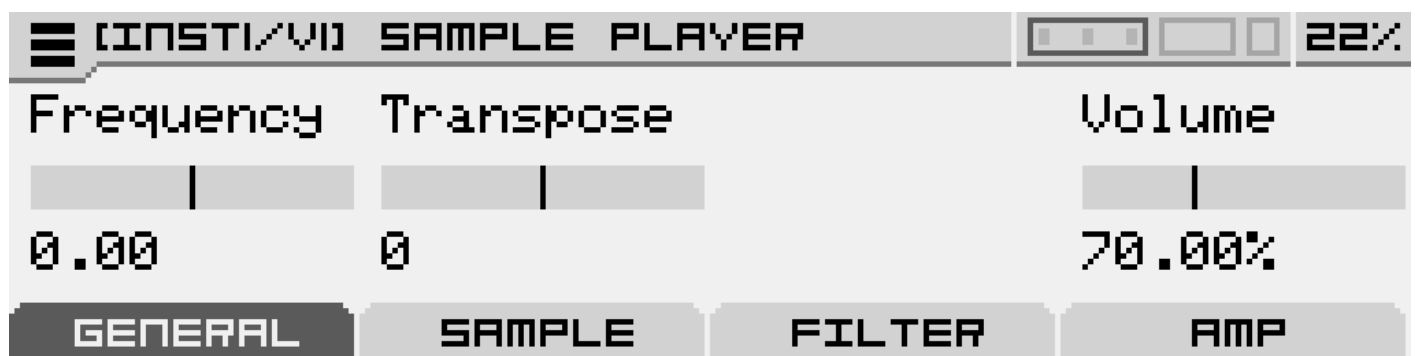 [INST1/V1] SAMPLE PLAYER 22%
Frequency Transpose Volume
0.00 0 70.00%
GENERAL SAMPLE FILTER AMP